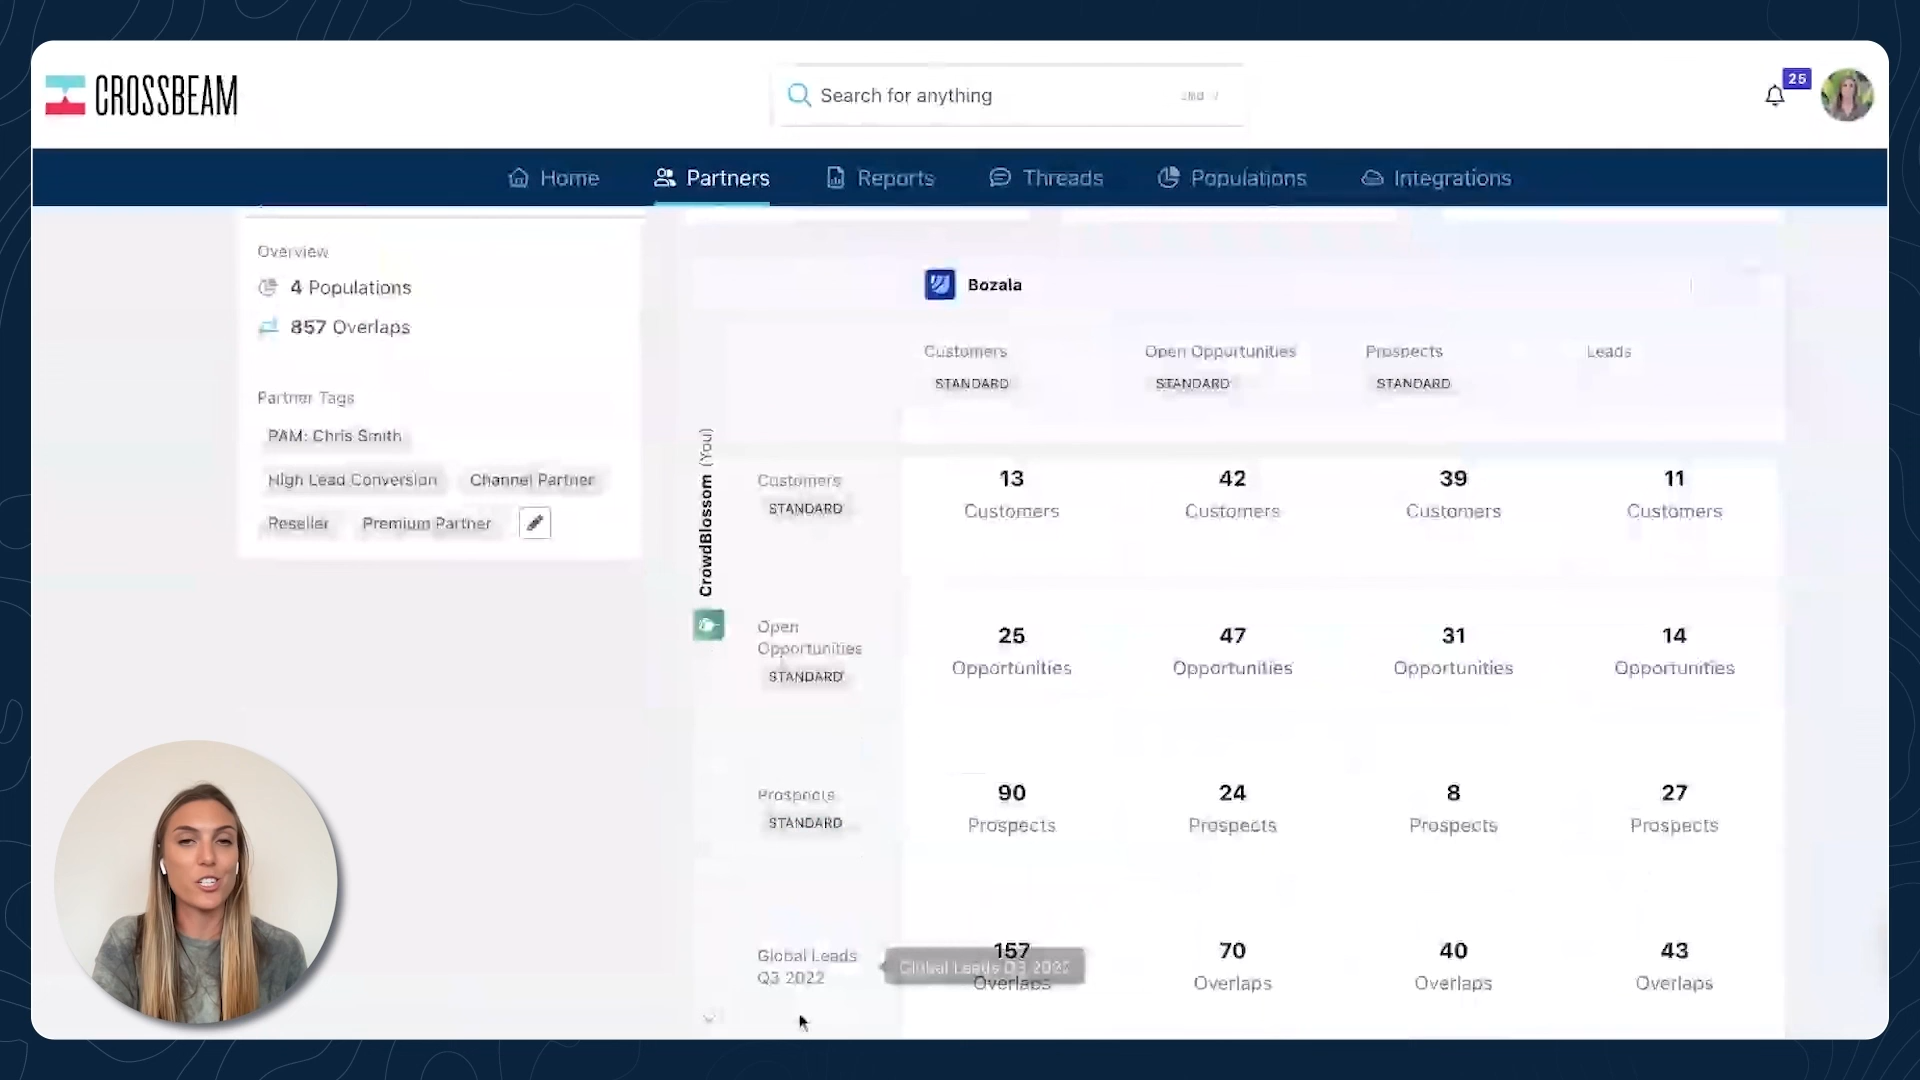 CROSSBEAM
Search for anything
25
Home
Partners
Reports
Threads
Populations
Integrations
Overview
4 Populations
857 Overlaps
Partner Tags
PAM: Chris Smith
High Lead Conversion
Channel Partner
Reseller
Premium Partner
Bozala
Customers
STANDARD
Open Opportunities
STANDARD
Prospects
STANDARD
Leads
CrowdBlossom (You)
Customers
STANDARD
13
Customers
42
Customers
39
Customers
11
Customers
Open
Opportunities
STANDARD
25
Opportunities
47
Opportunities
31
Opportunities
14
Opportunities
Prospects
STANDARD
90
Prospects
24
Prospects
8
Prospects
27
Prospects
Global Leads
Q3 2022
Global Leads Q3 2022
157
Overlaps
70
Overlaps
40
Overlaps
43
Overlaps